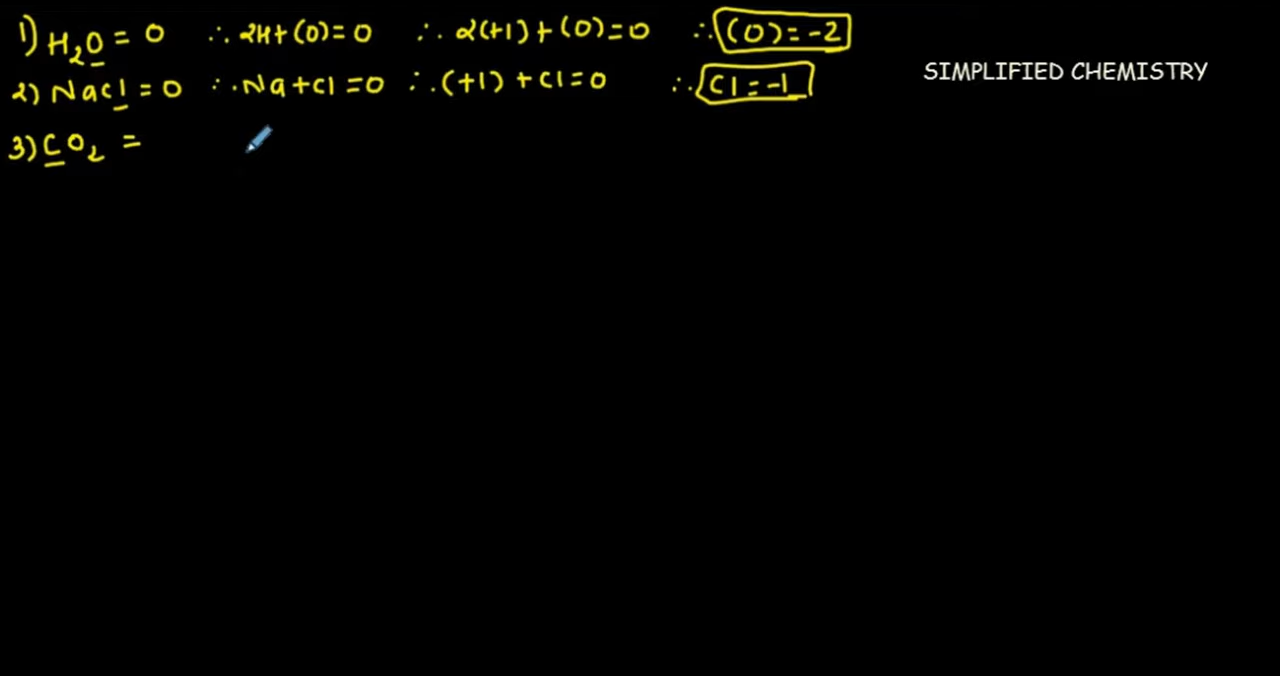 1) H₂O = 0 ∴ 2H + (O) = 0 ∴ 2(+1) + (O) = 0 ∴ (O) = -2
SIMPLIFIED CHEMISTRY
2) NaCl = 0 ∴ Na + Cl = 0 ∴ (+1) + Cl = 0 ∴ Cl = -1
3) CO₂ =